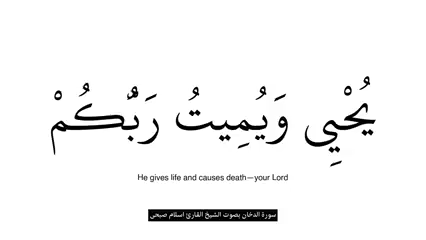 يُحْيِي وَيُمِيتُ رَبُّكُمْ
He gives life and causes death—your Lord
سورة الدخان بصوت الشيخ القارئ اسلام صبحي